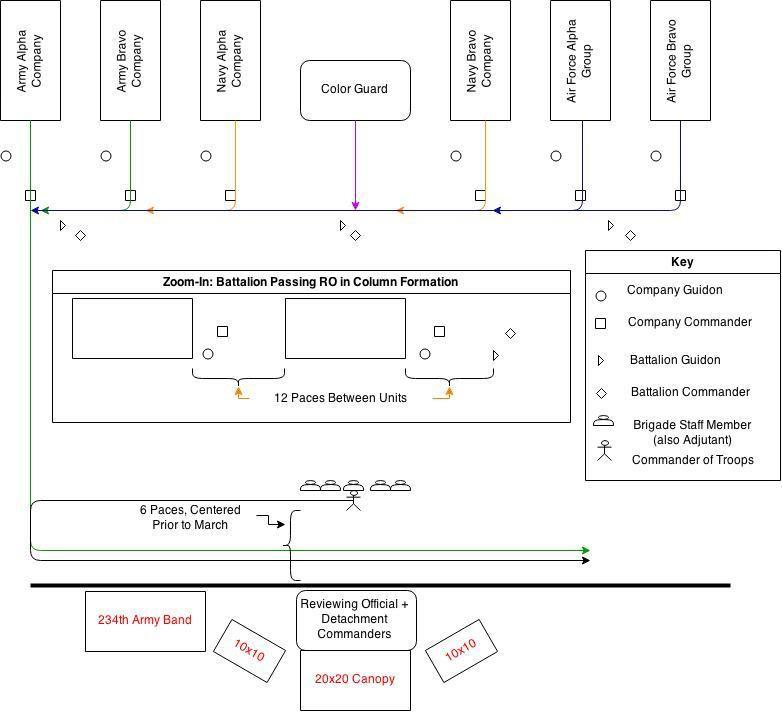 Army Alpha
Company
Army Bravo
Company
Navy Alpha
Company
Color Guard
Navy Bravo
Company
Air Force Alpha
Group
Air Force Bravo
Group
Key
Company Guidon
Company Commander
Battalion Guidon
Battalion Commander
Brigade Staff Member
(also Adjutant)
Commander of Troops
Zoom-In: Battalion Passing RO in Column Formation
12 Paces Between Units
6 Paces, Centered
Prior to March
234th Army Band
10x10
Reviewing Official +
Detachment
Commanders
20x20 Canopy
10x10